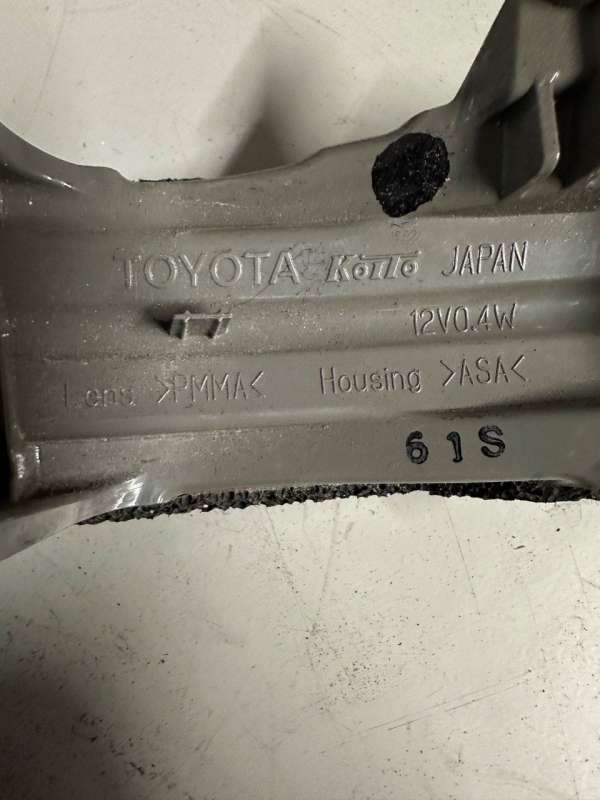 TOYOTA KOITO JAPAN
12V0.4W
Lens >PMMA< Housing >ASA<
61S